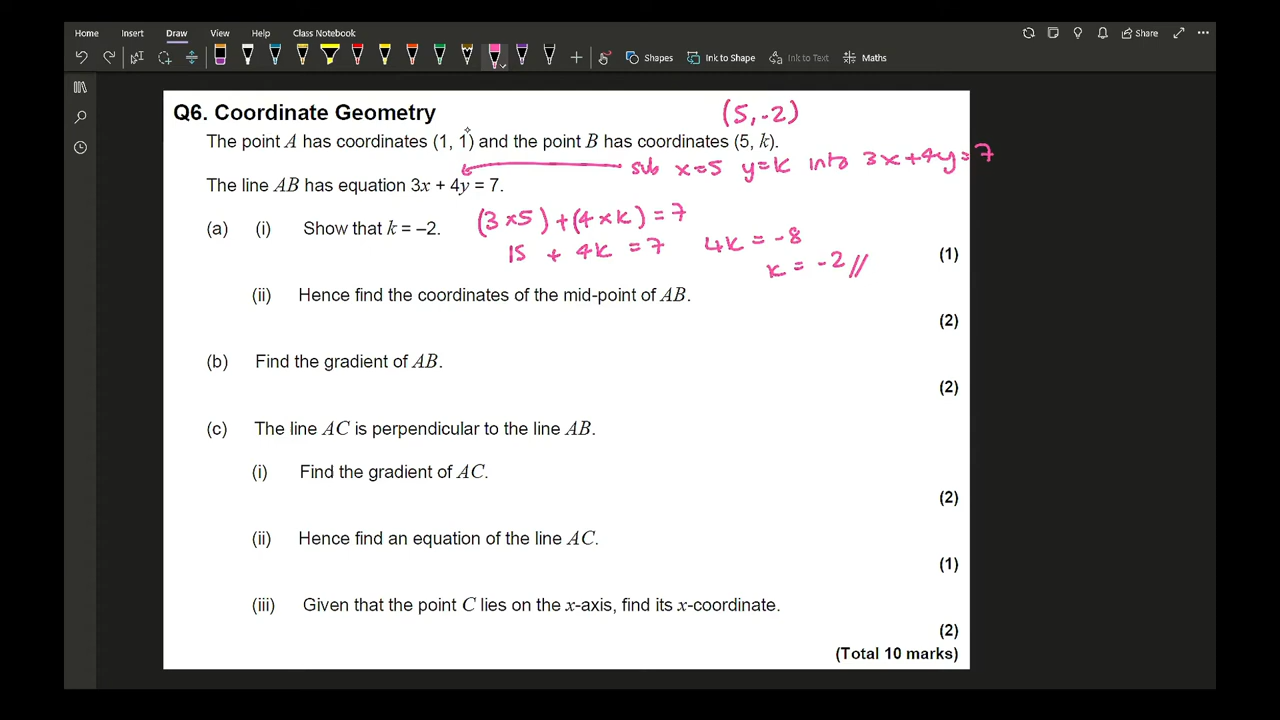 Home Insert Draw View Help Class Notebook Share
Shapes Ink to Shape Ink to Text Maths
Q6. Coordinate Geometry
(5, -2)
The point A has coordinates (1, 1) and the point B has coordinates (5, k).
sub x=5 y=k into 3x+4y=7
The line AB has equation 3x + 4y = 7.
(a) (i) Show that k = –2.
(3×5)+(4×k)=7
15 + 4k = 7 4k = -8
k = -2//
(1)
(ii) Hence find the coordinates of the mid-point of AB.
(2)
(b) Find the gradient of AB.
(2)
(c) The line AC is perpendicular to the line AB.
(i) Find the gradient of AC.
(2)
(ii) Hence find an equation of the line AC.
(1)
(iii) Given that the point C lies on the x-axis, find its x-coordinate.
(2)
(Total 10 marks)